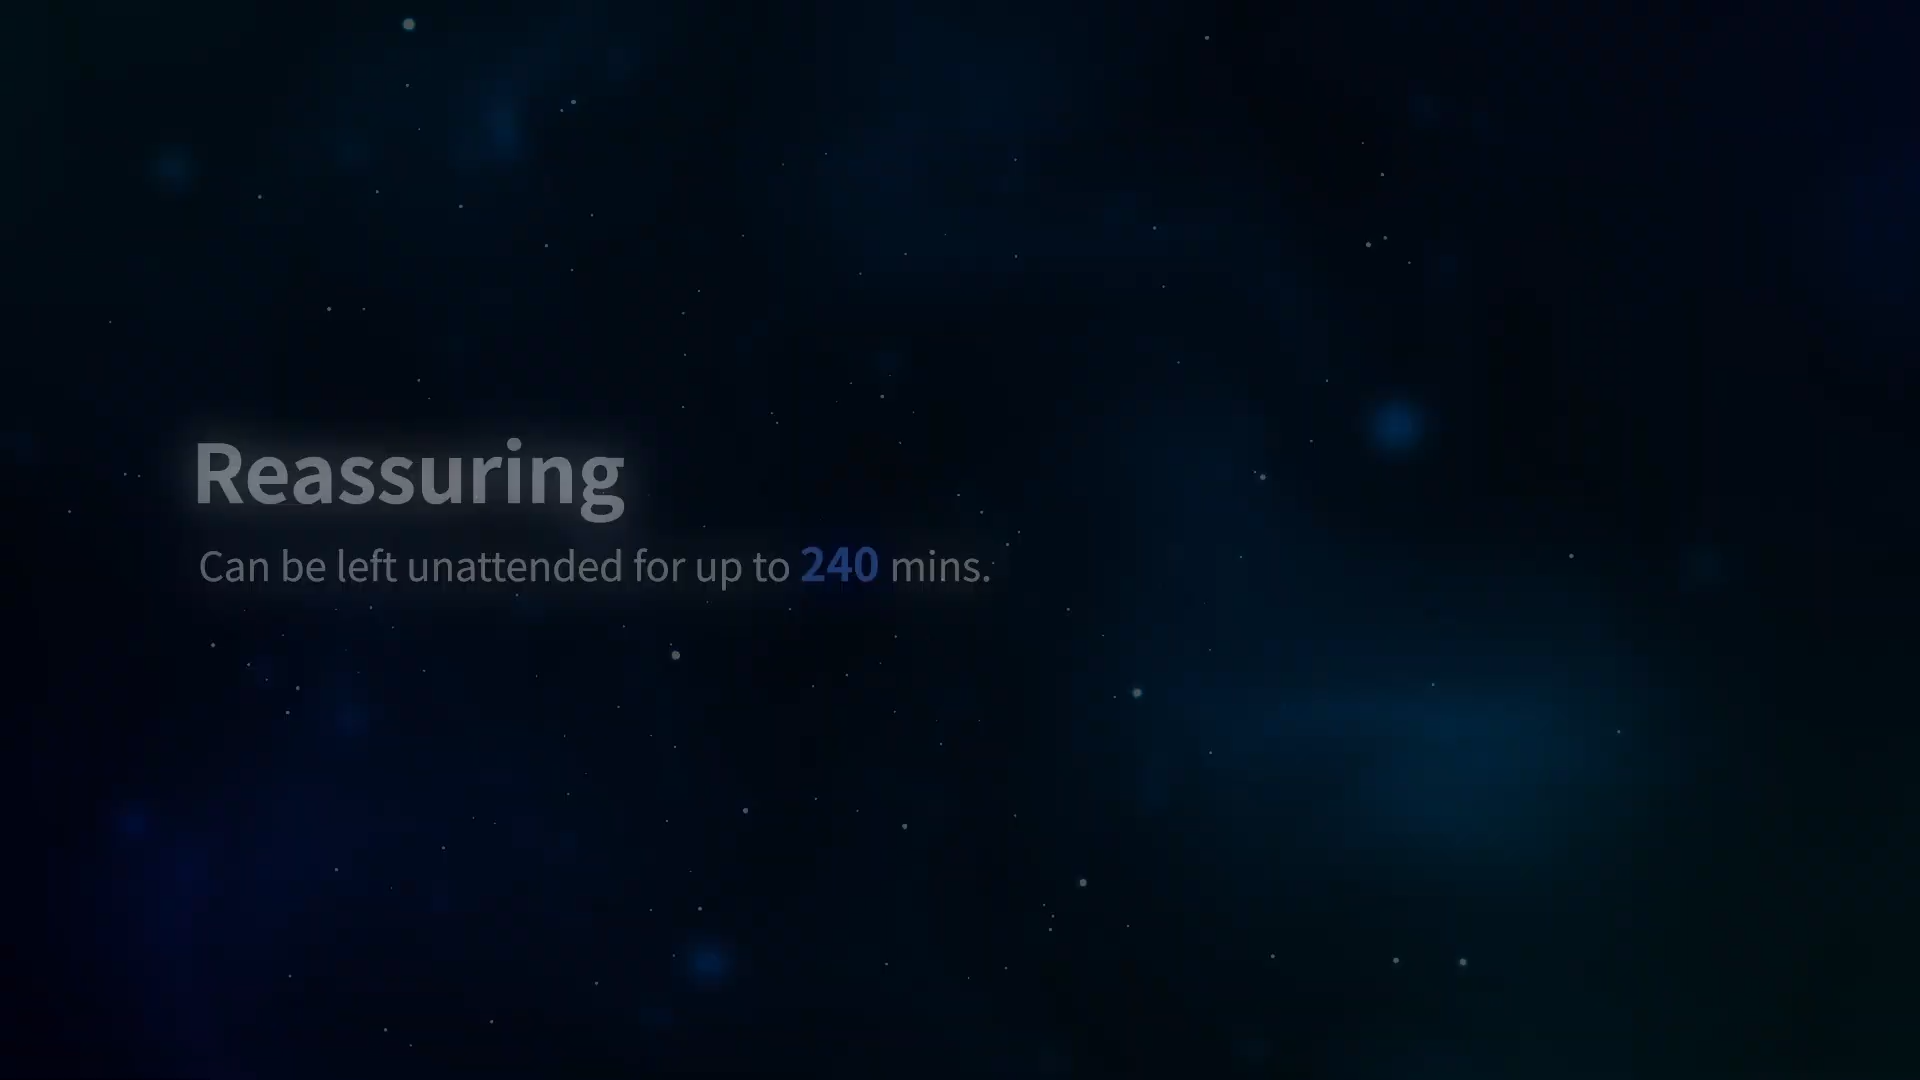 Reassuring
Can be left unattended for up to 240 mins.